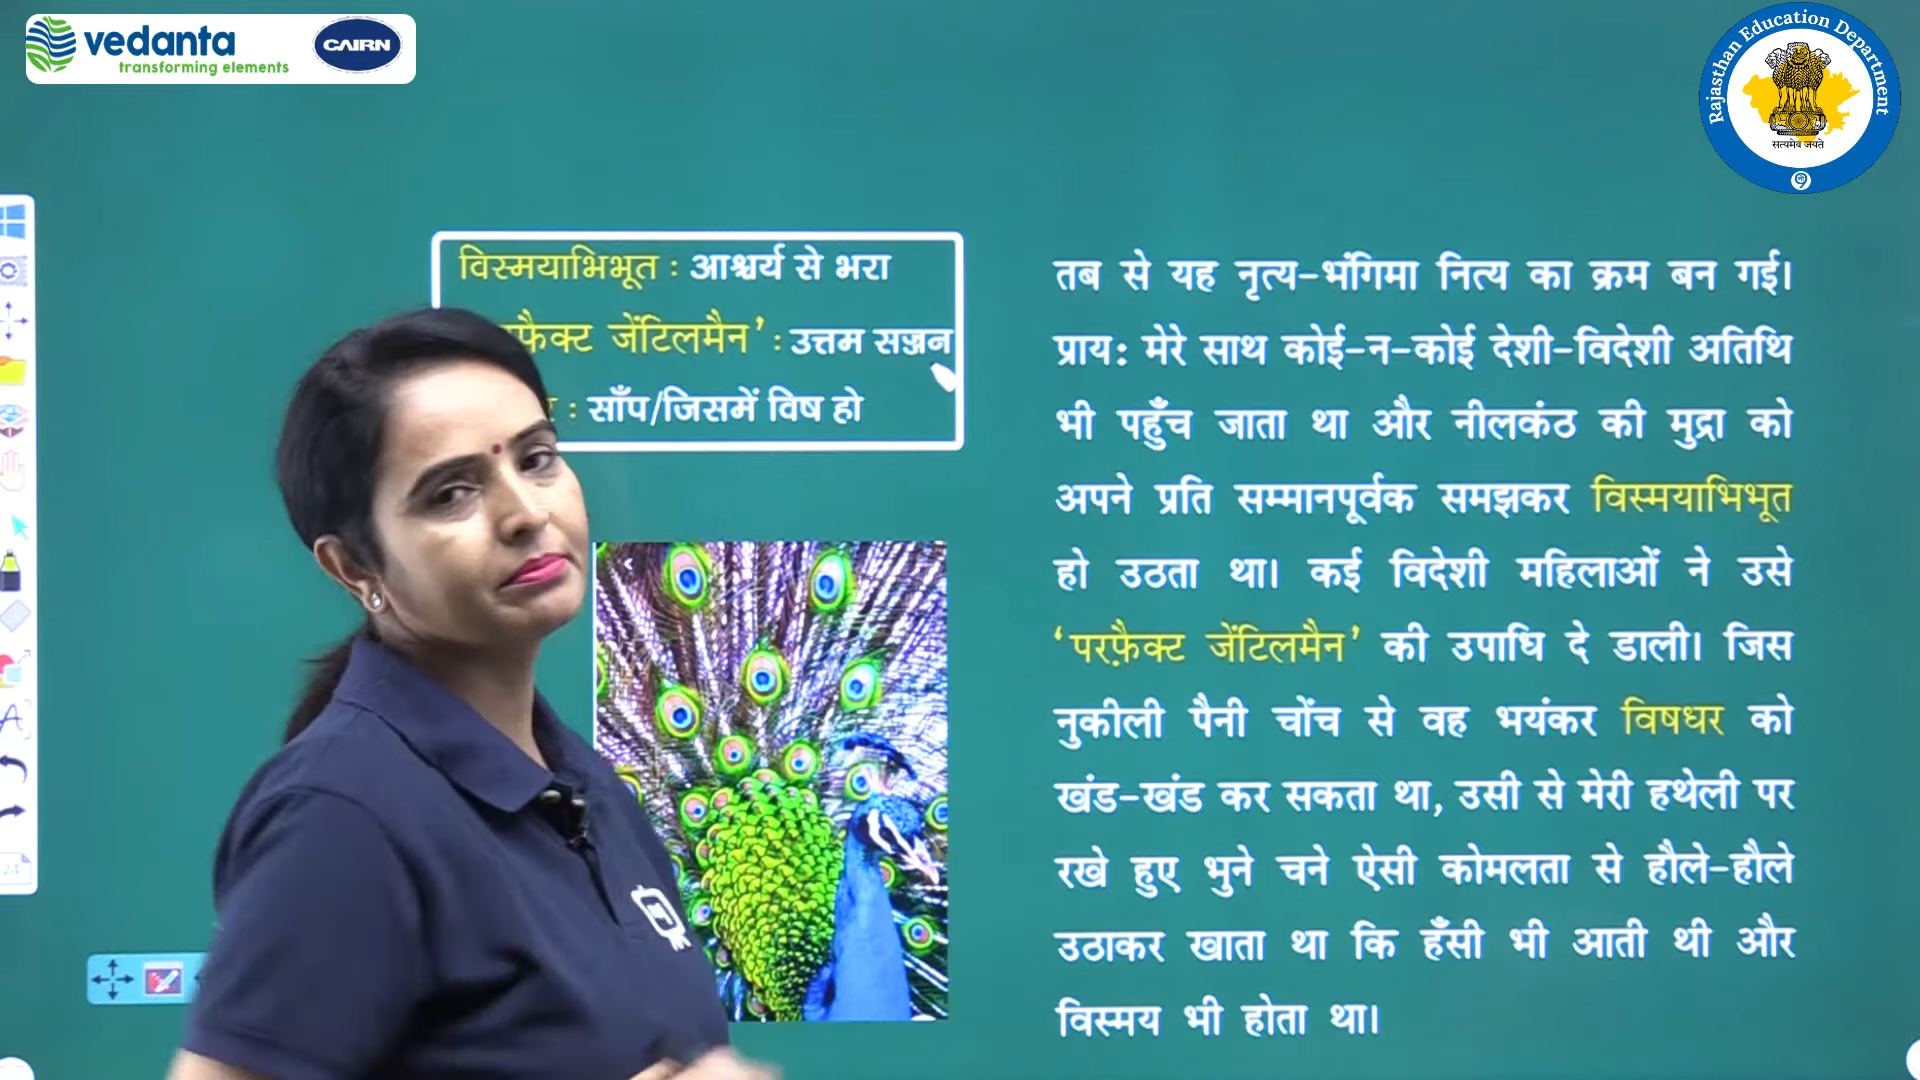 vedanta
transforming elements
CAIRN
Rajasthan Education Department
सत्यमेव जयते
विस्मयाभिभूत : आश्चर्य से भरा
फ़ैक्ट जेंटिलमैन’ : उत्तम सज्जन
: साँप/जिसमें विष हो
तब से यह नृत्य-भंगिमा नित्य का क्रम बन गई।
प्राय: मेरे साथ कोई-न-कोई देशी-विदेशी अतिथि
भी पहुँच जाता था और नीलकंठ की मुद्रा को
अपने प्रति सम्मानपूर्वक समझकर विस्मयाभिभूत
हो उठता था। कई विदेशी महिलाओं ने उसे
‘परफ़ैक्ट जेंटिलमैन’ की उपाधि दे डाली। जिस
नुकीली पैनी चोंच से वह भयंकर विषधर को
खंड-खंड कर सकता था, उसी से मेरी हथेली पर
रखे हुए भुने चने ऐसी कोमलता से हौले-हौले
उठाकर खाता था कि हँसी भी आती थी और
विस्मय भी होता था।